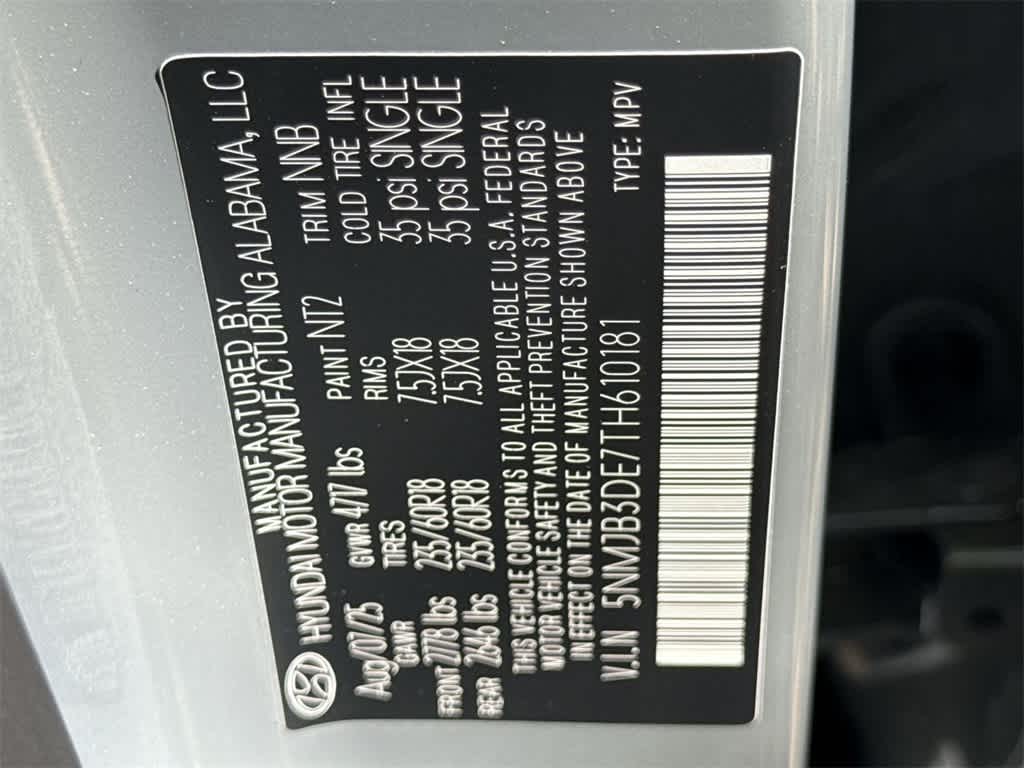 MANUFACTURED BY
HYUNDAI MOTOR MANUFACTURING ALABAMA, LLC
Aug/07/25 GVWR 4717 lbs PAINT NT2 TRIM NNB
GAWR TIRES RIMS COLD TIRE INFL
FRONT 2778 lbs 235/60R18 7.5JX18 35 psi SINGLE
REAR 2646 lbs 235/60R18 7.5JX18 35 psi SINGLE
THIS VEHICLE CONFORMS TO ALL APPLICABLE U.S.A. FEDERAL
MOTOR VEHICLE SAFETY AND THEFT PREVENTION STANDARDS
IN EFFECT ON THE DATE OF MANUFACTURE SHOWN ABOVE
V.I.N 5NMJB3DE7TH610181 TYPE: MPV